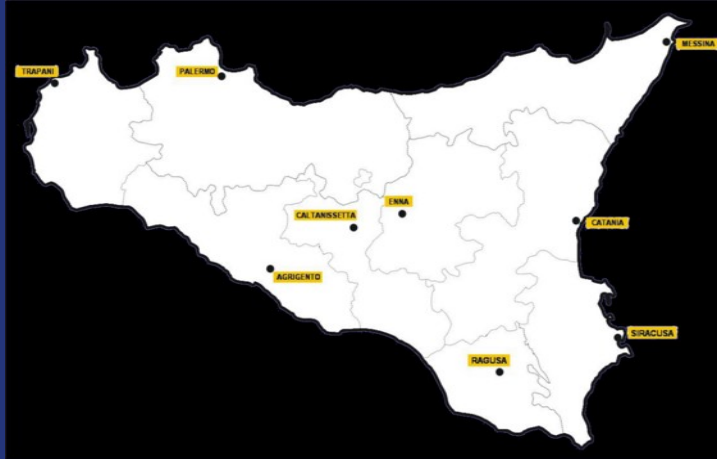 MESSINA
TRAPANI
PALERMO
ENNA
CALTANISSETTA
CATANIA
AGRIGENTO
SIRACUSA
RAGUSA